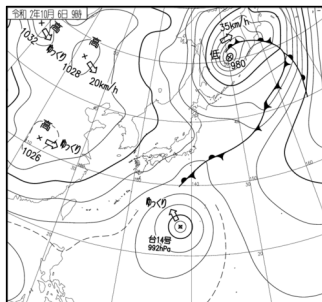 令和 2年10月 6日 9時
高
1032
ゆっくり
高
1028
20km/h
35km/h
低
980
高
1026
ゆっくり
ゆっくり
台14号
992hPa